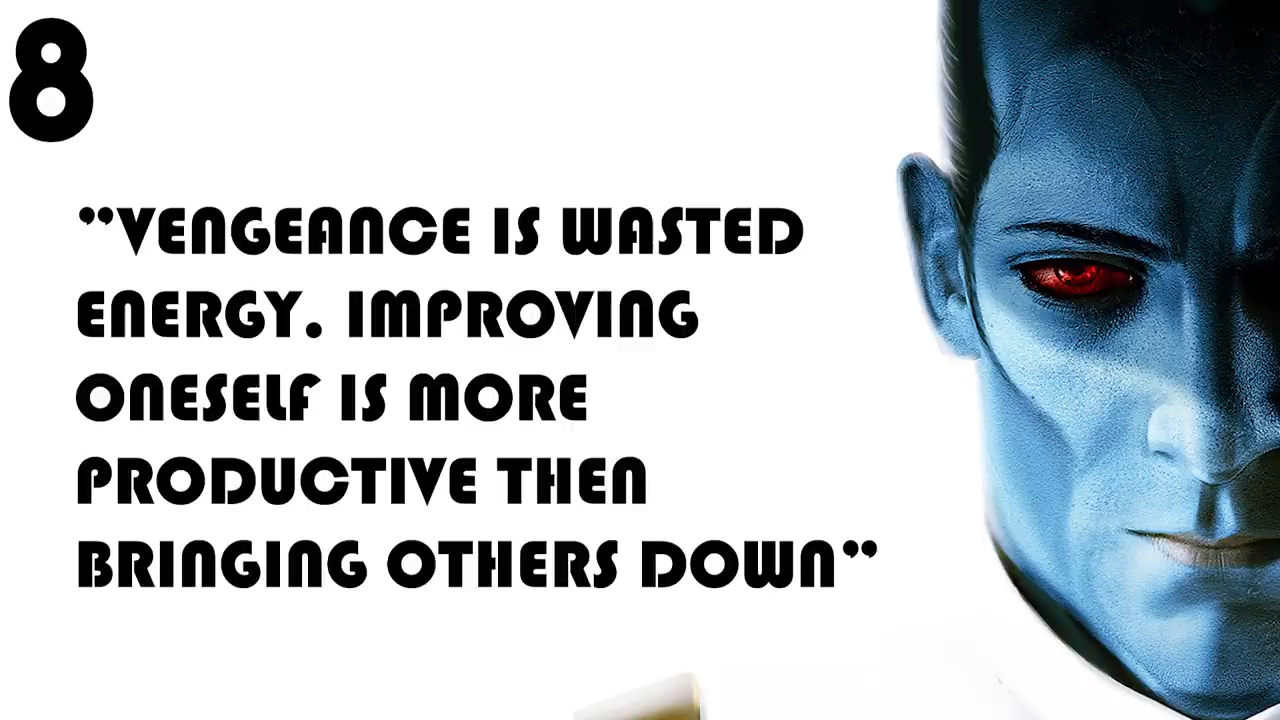 8
”VENGEANCE IS WASTED
ENERGY. IMPROVING
ONESELF IS MORE
PRODUCTIVE THEN
BRINGING OTHERS DOWN”